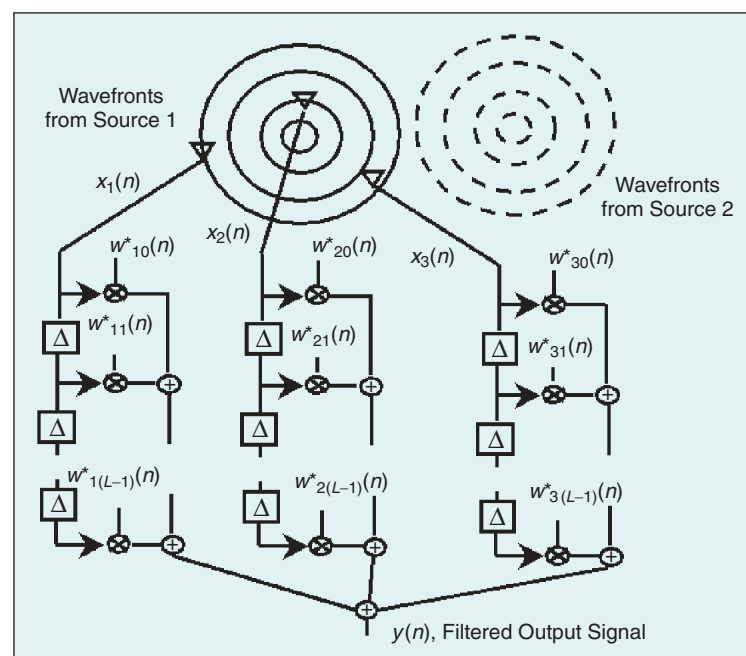 Wavefronts
from Source 1
Wavefronts
from Source 2
x₁(n)
x₂(n)
x₃(n)
w*₁₀(n)
w*₂₀(n)
w*₃₀(n)
Δ
Δ
Δ
w*₁₁(n)
w*₂₁(n)
w*₃₁(n)
Δ
Δ
Δ
w*₁₍L₋₁₎(n)
w*₂₍L₋₁₎(n)
w*₃₍L₋₁₎(n)
Δ
Δ
Δ
y(n), Filtered Output Signal